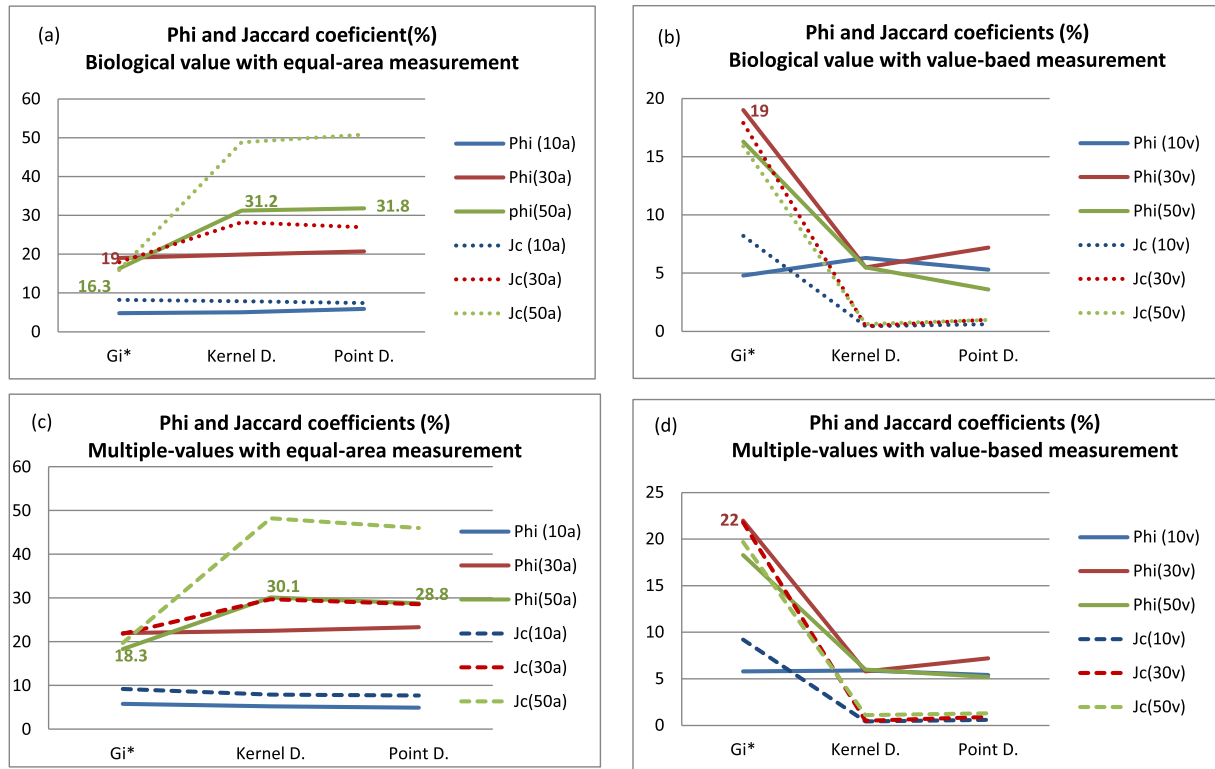 (a)
Phi and Jaccard coeficient(%)
Biological value with equal-area measurement
60
50
40
30
20
10
0
19
16.3
31.2
31.8
Gi*
Kernel D.
Point D.
Phi (10a)
Phi(30a)
phi(50a)
Jc (10a)
Jc(30a)
Jc(50a)
(b)
Phi and Jaccard coefficients (%)
Biological value with value-baed measurement
20
15
10
5
0
19
Gi*
Kernel D.
Point D.
Phi (10v)
Phi(30v)
Phi(50v)
Jc (10v)
Jc(30v)
Jc(50v)
(c)
Phi and Jaccard coefficients (%)
Multiple-values with equal-area measurement
60
50
40
30
20
10
0
18.3
30.1
28.8
Gi*
Kernel D.
Point D.
Phi (10a)
Phi(30a)
Phi(50a)
Jc(10a)
Jc(30a)
Jc(50a)
(d)
Phi and Jaccard coefficients (%)
Multiple-values with value-based measurement
25
20
15
10
5
0
22
Gi*
Kernel D.
Point D.
Phi (10v)
Phi(30v)
Phi(50v)
Jc(10v)
Jc(30v)
Jc(50v)